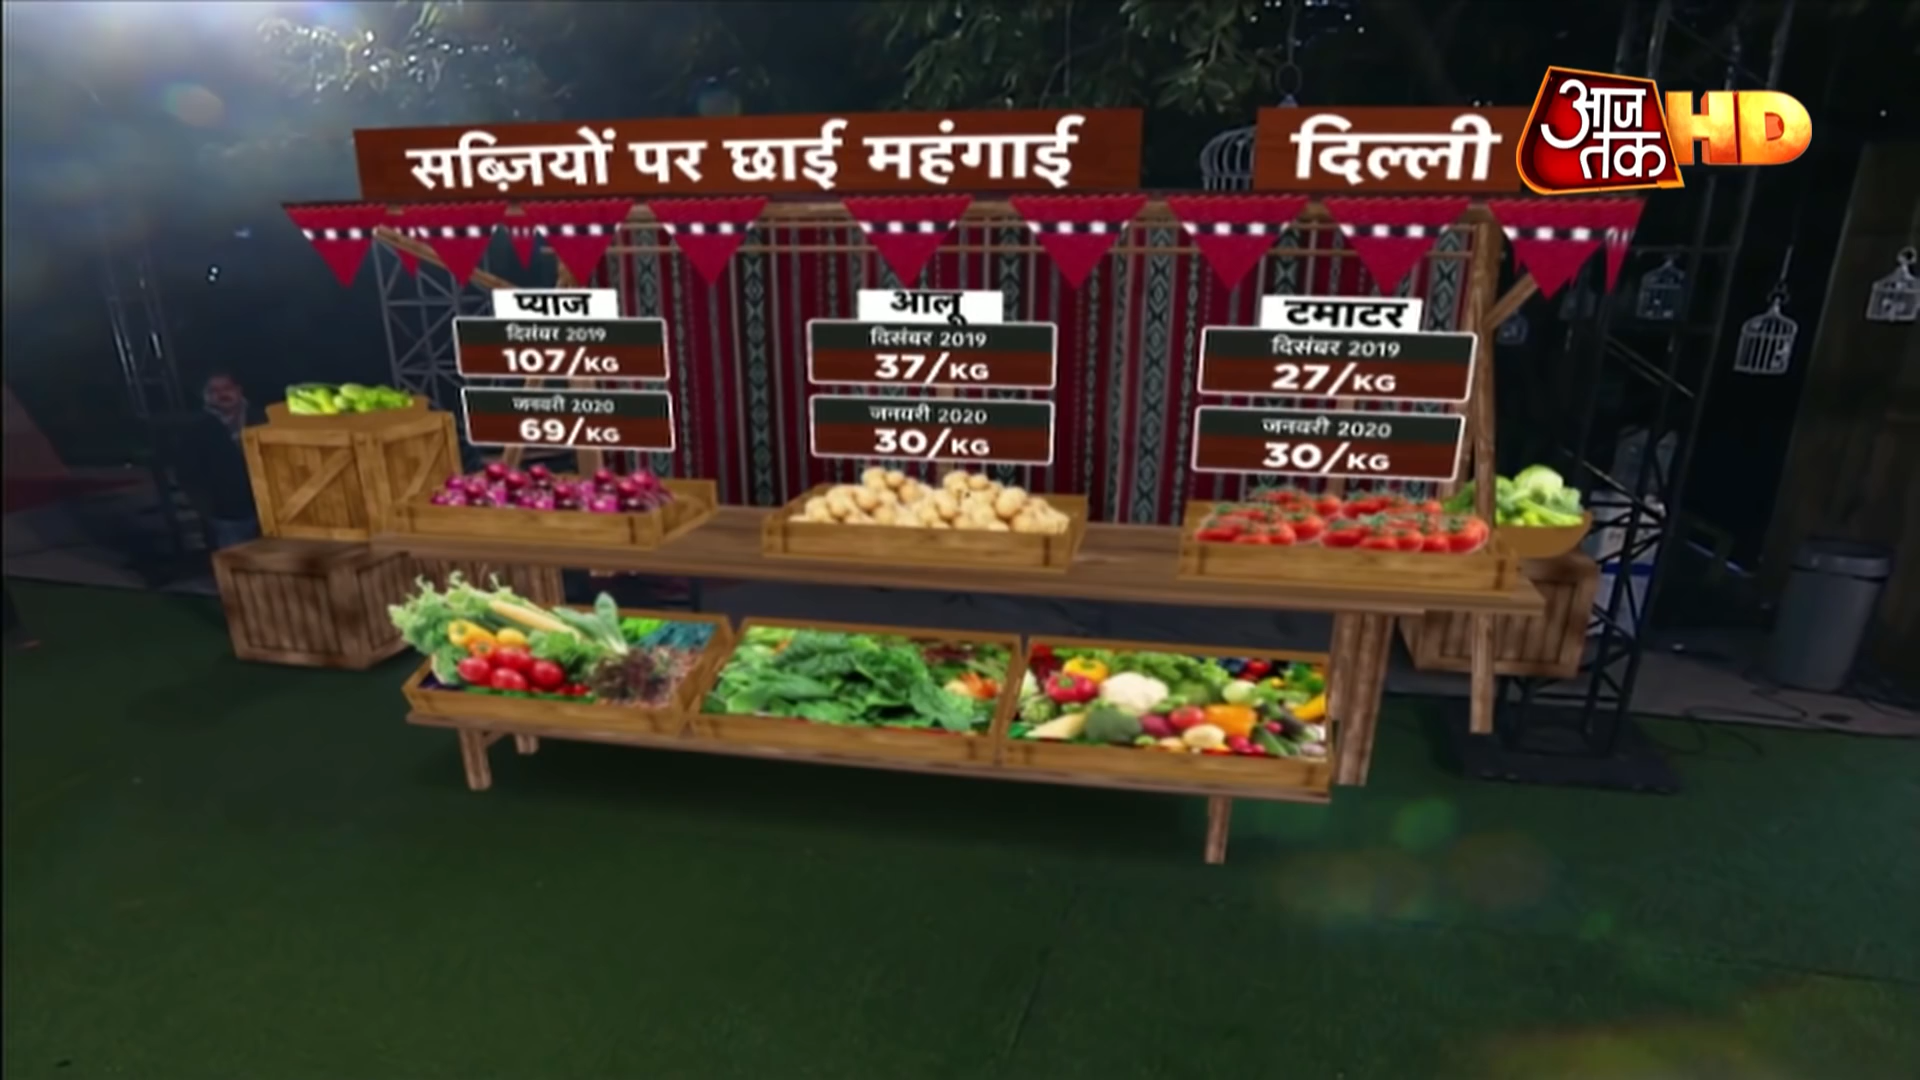 सब्ज़ियों पर छाई महंगाई
दिल्ली
आज तक HD
प्याज
दिसंबर 2019
107/KG
जनवरी 2020
69/KG
आलू
दिसंबर 2019
37/KG
जनवरी 2020
30/KG
टमाटर
दिसंबर 2019
27/KG
जनवरी 2020
30/KG